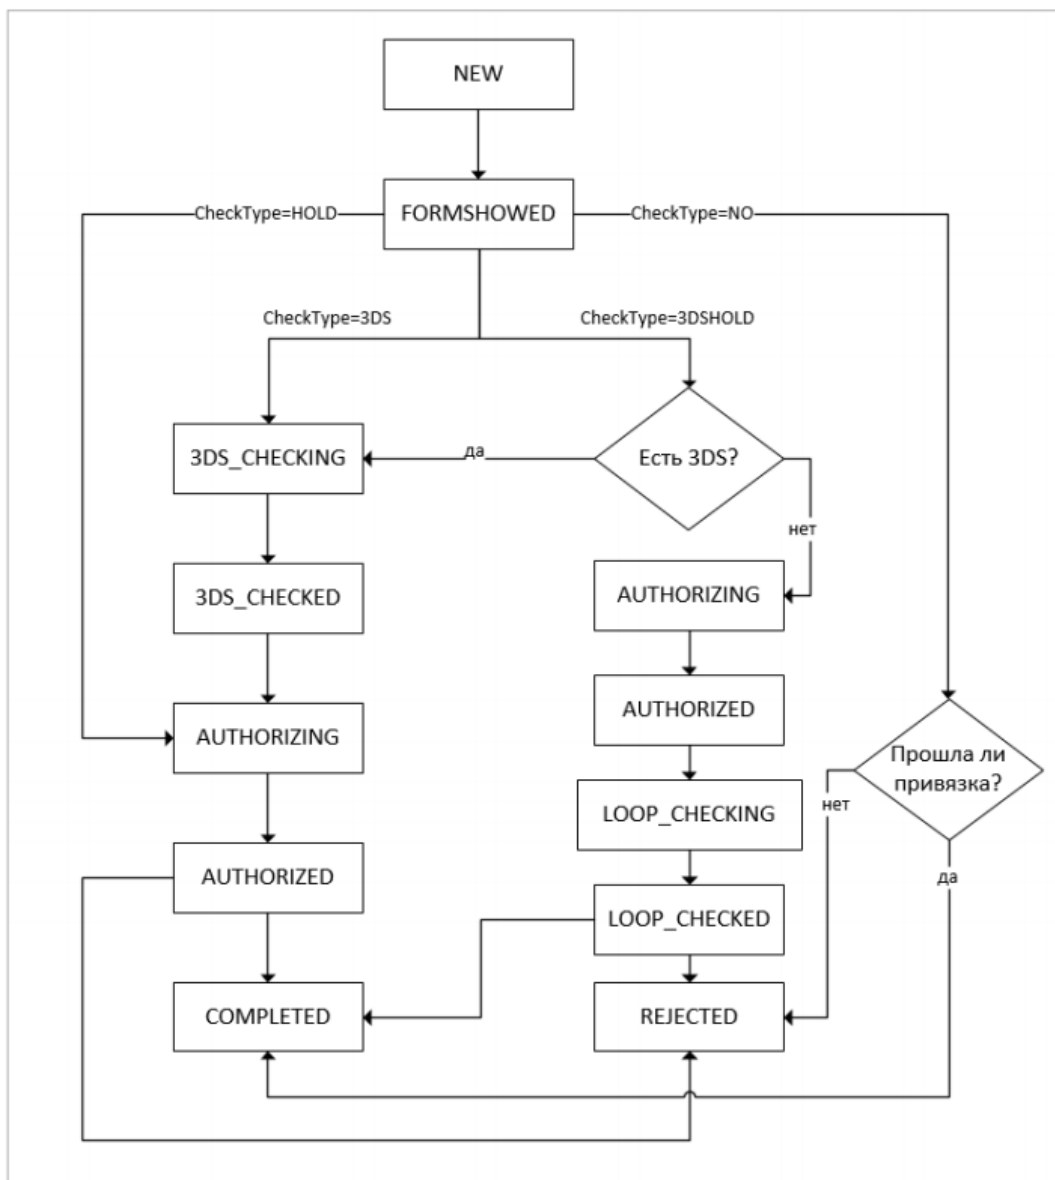 NEW
FORMSHOWED
CheckType=HOLD
CheckType=NO
CheckType=3DS
CheckType=3DSHOLD
3DS_CHECKING
да
Есть 3DS?
нет
3DS_CHECKED
AUTHORIZING
AUTHORIZING
AUTHORIZED
Прошла ли
привязка?
нет
LOOP_CHECKING
AUTHORIZED
да
LOOP_CHECKED
COMPLETED
REJECTED